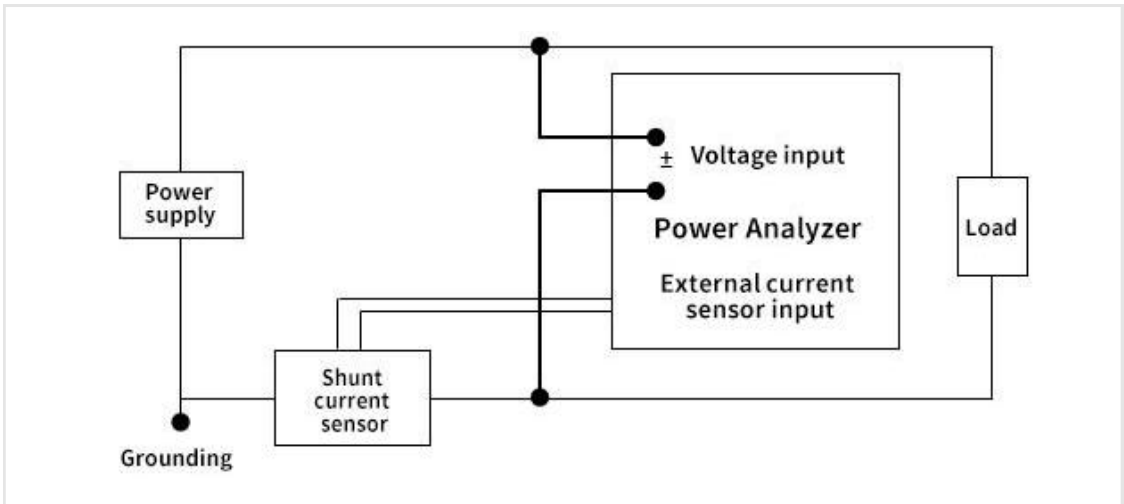 Power
supply
± Voltage input
Power Analyzer
External current
sensor input
Load
Shunt
current
sensor
Grounding